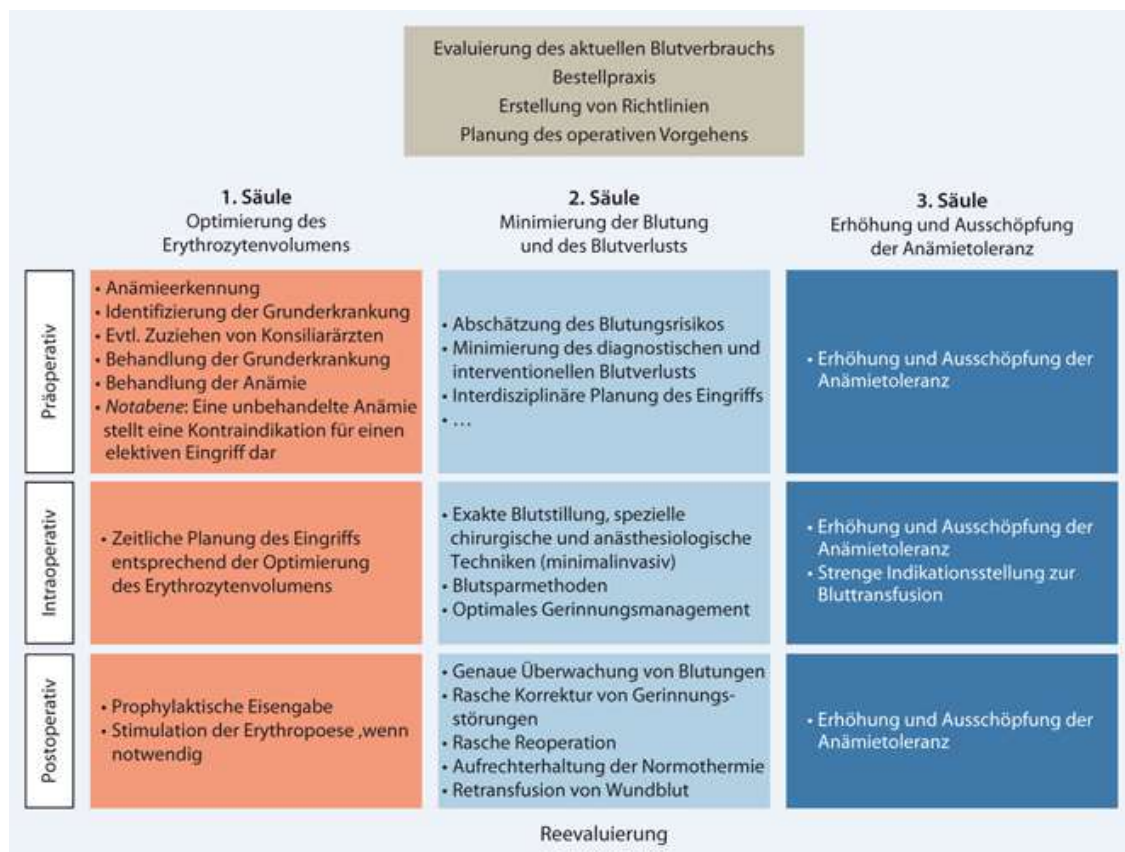 Evaluierung des aktuellen Blutverbrauchs
Bestellpraxis
Erstellung von Richtlinien
Planung des operativen Vorgehens
1. Säule
Optimierung des
Erythrozytenvolumens
2. Säule
Minimierung der Blutung
und des Blutverlusts
3. Säule
Erhöhung und Ausschöpfung
der Anämietoleranz
Präoperativ
• Anämieerkennung
• Identifizierung der Grunderkrankung
• Evtl. Zuziehen von Konsiliarärzten
• Behandlung der Grunderkrankung
• Behandlung der Anämie
• Notabene: Eine unbehandelte Anämie
stellt eine Kontraindikation für einen
elektiven Eingriff dar
• Abschätzung des Blutungsrisikos
• Minimierung des diagnostischen und
interventionellen Blutverlusts
• Interdisziplinäre Planung des Eingriffs
• …
• Erhöhung und Ausschöpfung der
Anämietoleranz
Intraoperativ
• Zeitliche Planung des Eingriffs
entsprechend der Optimierung
des Erythrozytenvolumens
• Exakte Blutstillung, spezielle
chirurgische und anästhesiologische
Techniken (minimalinvasiv)
• Blutsparmethoden
• Optimales Gerinnungsmanagement
• Erhöhung und Ausschöpfung der
Anämietoleranz
• Strenge Indikationsstellung zur
Bluttransfusion
Postoperativ
• Prophylaktische Eisengabe
• Stimulation der Erythropoese ,wenn
notwendig
• Genaue Überwachung von Blutungen
• Rasche Korrektur von Gerinnungs-
störungen
• Rasche Reoperation
• Aufrechterhaltung der Normothermie
• Retransfusion von Wundblut
• Erhöhung und Ausschöpfung der
Anämietoleranz
Reevaluierung